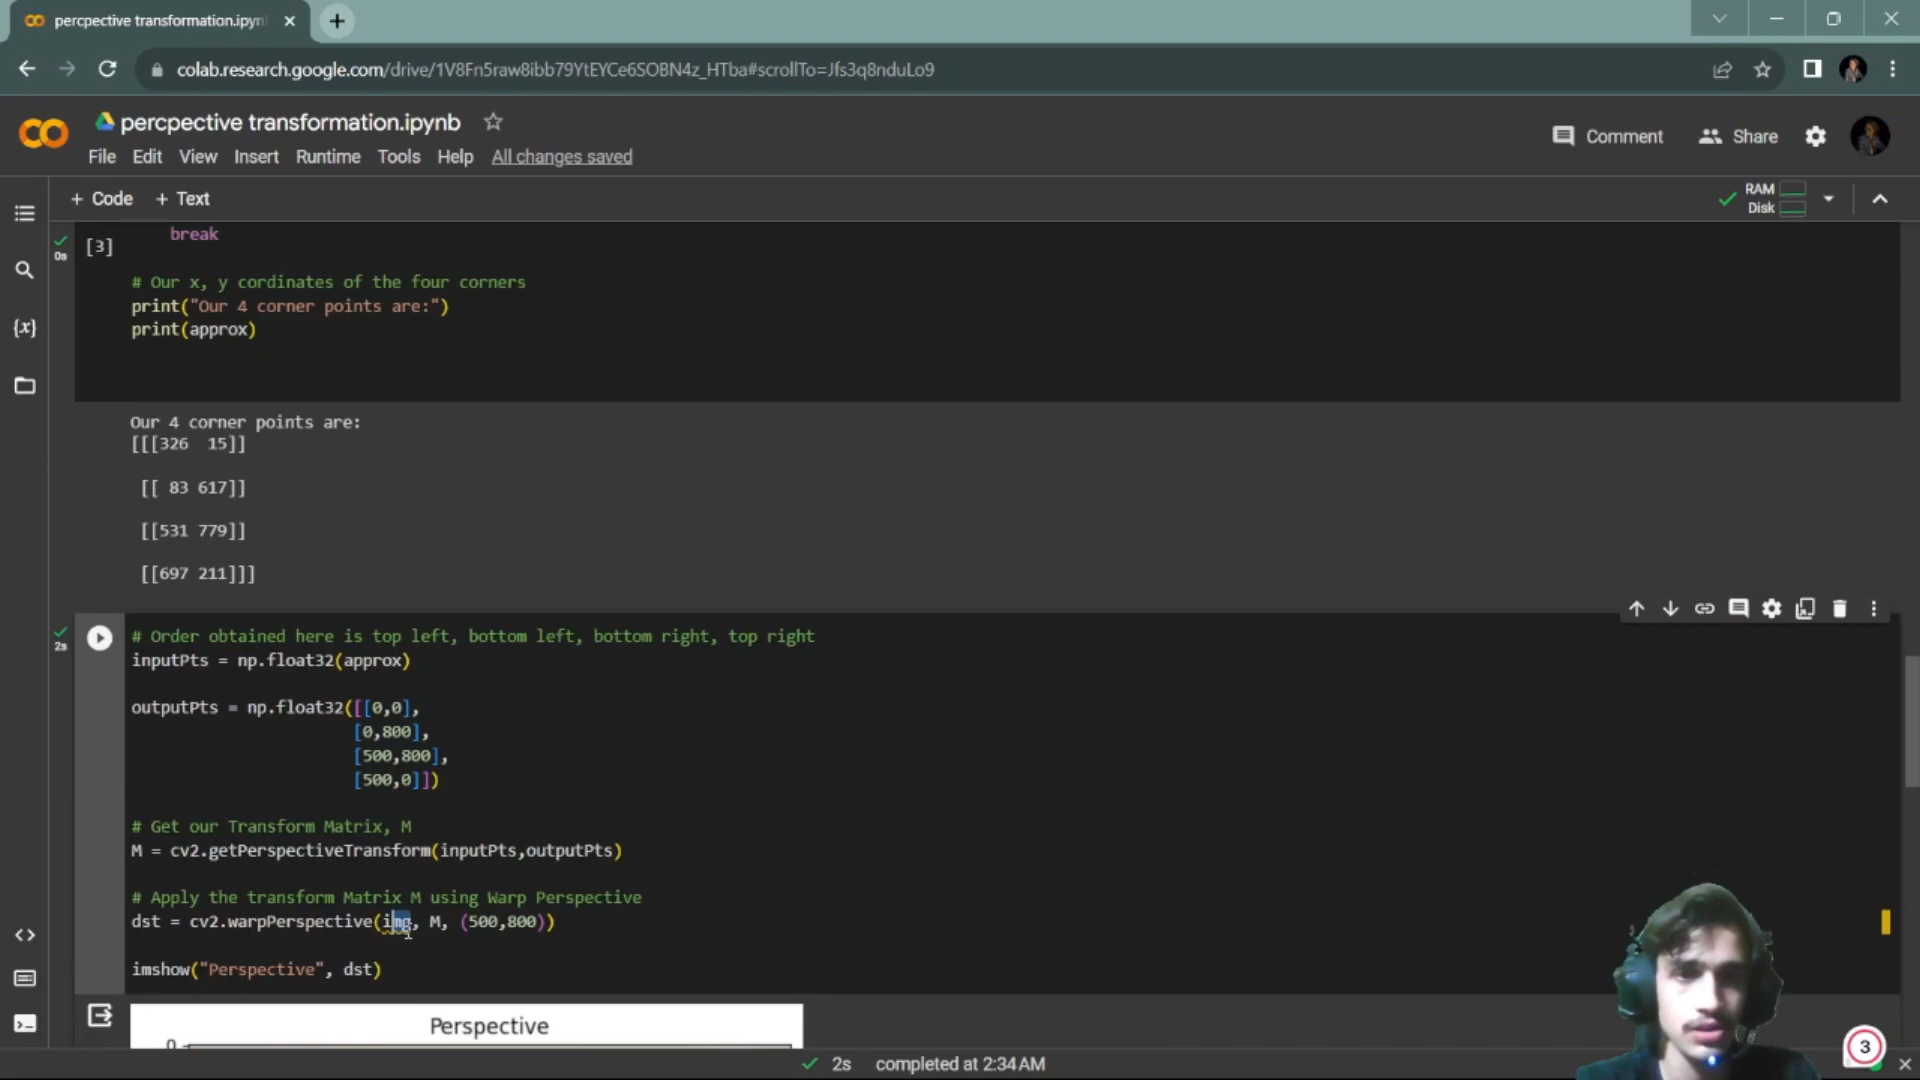 percpective transformation.ipyn
colab.research.google.com/drive/1V8Fn5raw8ibb79YtEYCe6SOBN4z_HTba#scrollTo=Jfs3q8nduLo9
percpective transformation.ipynb
File Edit View Insert Runtime Tools Help All changes saved
Comment Share
+ Code + Text
RAM
Disk
break
[3]
0s
# Our x, y cordinates of the four corners
print("Our 4 corner points are:")
print(approx)
{x}
Our 4 corner points are:
[[[326 15]]
[[ 83 617]]
[[531 779]]
[[697 211]]]
2s
# Order obtained here is top left, bottom left, bottom right, top right
inputPts = np.float32(approx)
outputPts = np.float32([[0,0],
[0,800],
[500,800],
[500,0]])
# Get our Transform Matrix, M
M = cv2.getPerspectiveTransform(inputPts,outputPts)
# Apply the transform Matrix M using Warp Perspective
dst = cv2.warpPerspective(img, M, (500,800))
imshow("Perspective", dst)
Perspective
0
2s completed at 2:34 AM
3